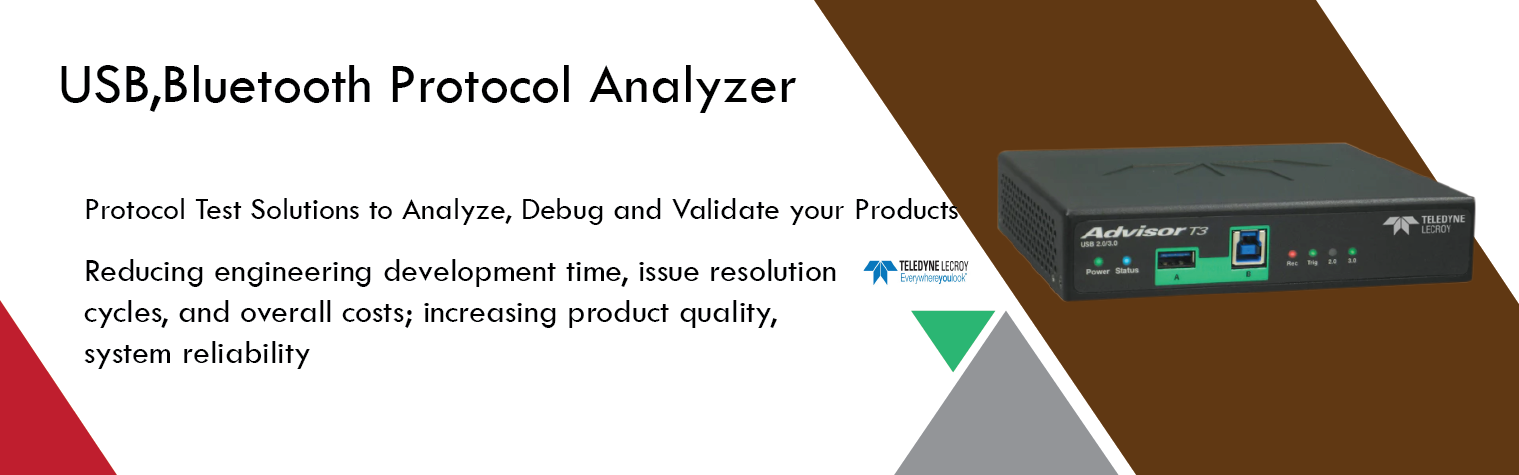 USB,Bluetooth Protocol Analyzer
Protocol Test Solutions to Analyze, Debug and Validate your Products
Reducing engineering development time, issue resolution
cycles, and overall costs; increasing product quality,
system reliability
TELEDYNE LECROY
Everywhereyoulook™
Advisor T3
USB 2.0/3.0
Power Status
A
B
Rec Trig 2.0 3.0
TELEDYNE
LECROY